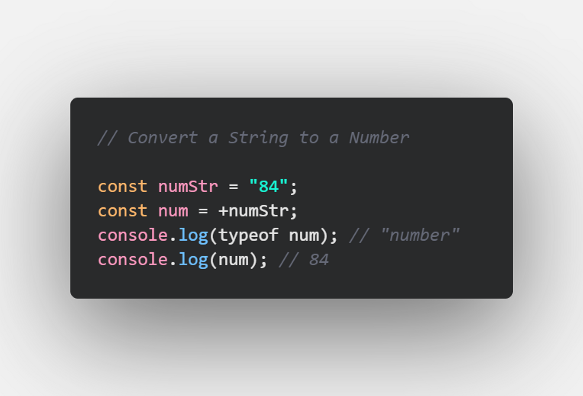 // Convert a String to a Number
const numStr = "84";
const num = +numStr;
console.log(typeof num); // "number"
console.log(num); // 84